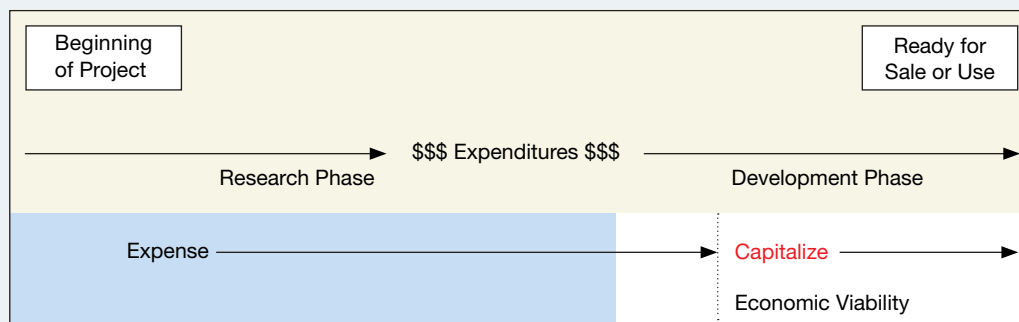 Beginning
of Project
Ready for
Sale or Use
$$$ Expenditures $$$
Research Phase
Development Phase
Expense
Capitalize
Economic Viability